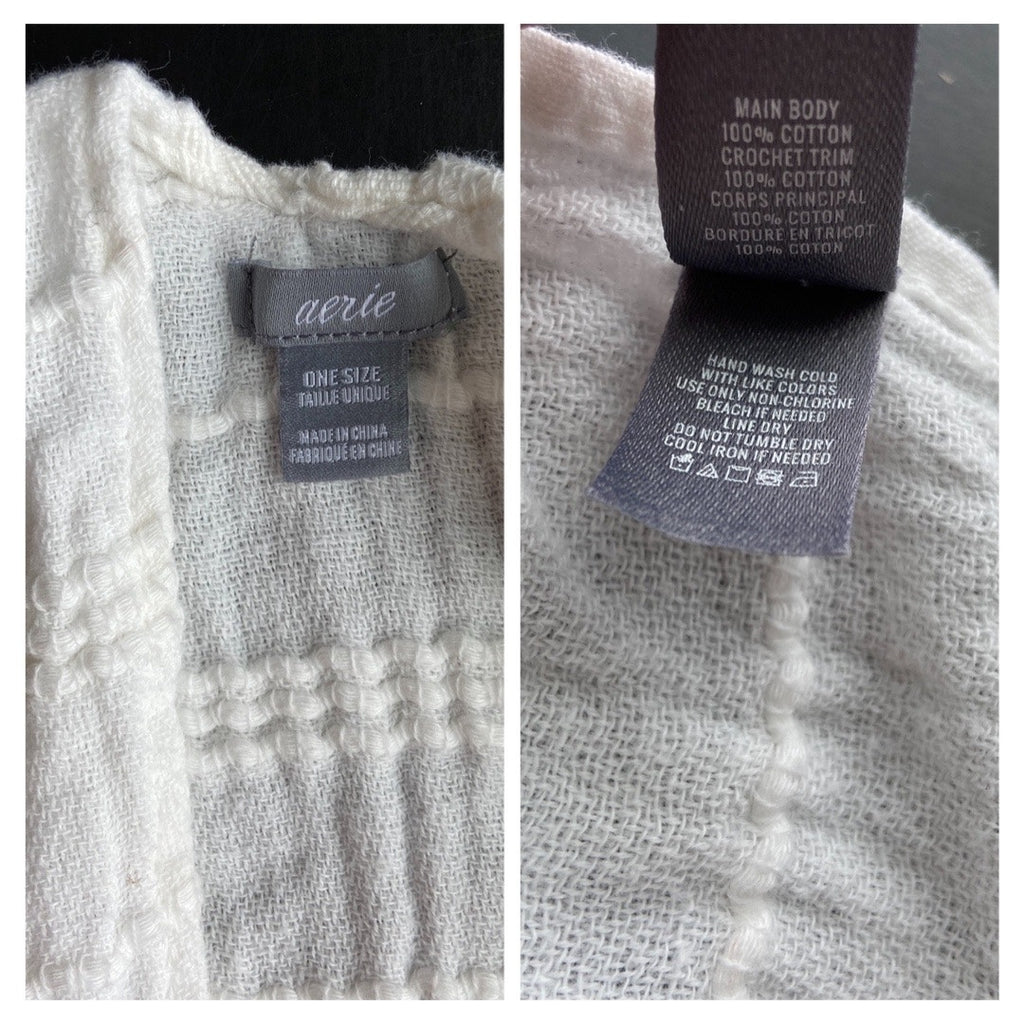 aerie
ONE SIZE
TAILLE UNIQUE
MADE IN CHINA
FABRIQUE EN CHINE
MAIN BODY
100% COTTON
CROCHET TRIM
100% COTTON
CORPS PRINCIPAL
100% COTON
BORDURE EN TRICOT
100% COTON
HAND WASH COLD
WITH LIKE COLORS
USE ONLY NON-CHLORINE
BLEACH IF NEEDED
LINE DRY
DO NOT TUMBLE DRY
COOL IRON IF NEEDED